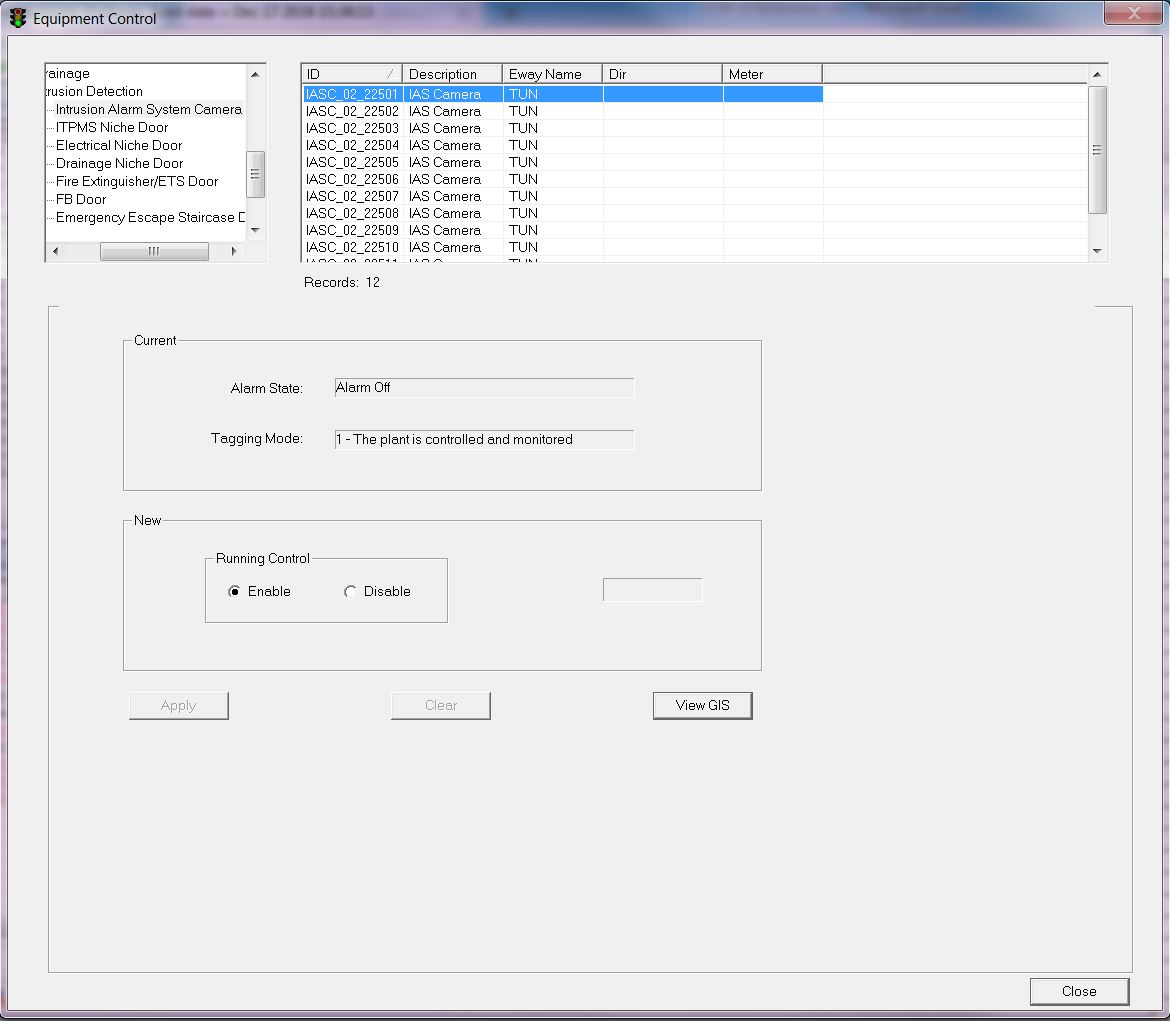 Equipment Control
rainage
rusion Detection
Intrusion Alarm System Camera
ITPMS Niche Door
Electrical Niche Door
Drainage Niche Door
Fire Extinguisher/ETS Door
FB Door
Emergency Escape Staircase D
ID Description Eway Name Dir Meter
IASC_02_22501 IAS Camera TUN
IASC_02_22502 IAS Camera TUN
IASC_02_22503 IAS Camera TUN
IASC_02_22504 IAS Camera TUN
IASC_02_22505 IAS Camera TUN
IASC_02_22506 IAS Camera TUN
IASC_02_22507 IAS Camera TUN
IASC_02_22508 IAS Camera TUN
IASC_02_22509 IAS Camera TUN
IASC_02_22510 IAS Camera TUN
Records: 12
Current
Alarm State: Alarm Off
Tagging Mode: 1 - The plant is controlled and monitored
New
Running Control
Enable Disable
Apply Clear View GIS
Close